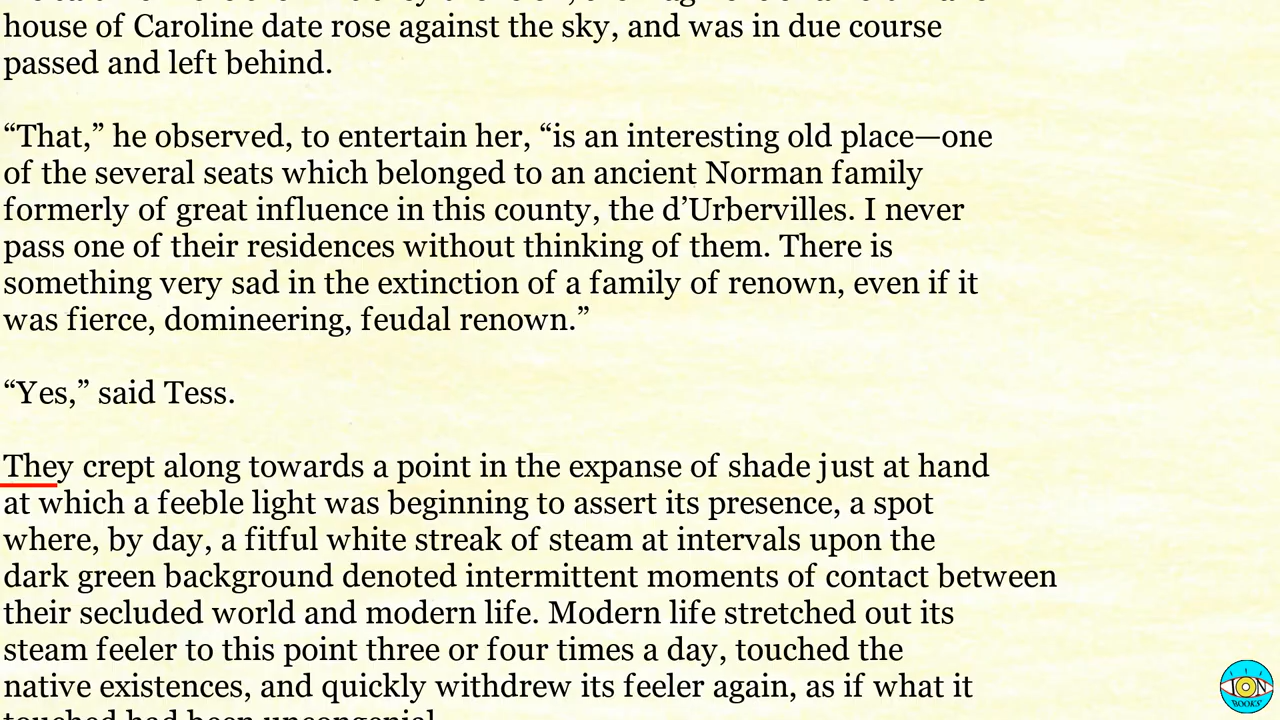 house of Caroline date rose against the sky, and was in due course
passed and left behind.
“That,” he observed, to entertain her, “is an interesting old place—one
of the several seats which belonged to an ancient Norman family
formerly of great influence in this county, the d’Urbervilles. I never
pass one of their residences without thinking of them. There is
something very sad in the extinction of a family of renown, even if it
was fierce, domineering, feudal renown.”
“Yes,” said Tess.
They crept along towards a point in the expanse of shade just at hand
at which a feeble light was beginning to assert its presence, a spot
where, by day, a fitful white streak of steam at intervals upon the
dark green background denoted intermittent moments of contact between
their secluded world and modern life. Modern life stretched out its
steam feeler to this point three or four times a day, touched the
native existences, and quickly withdrew its feeler again, as if what it
touched had been uncongenial
ION
BOOKS